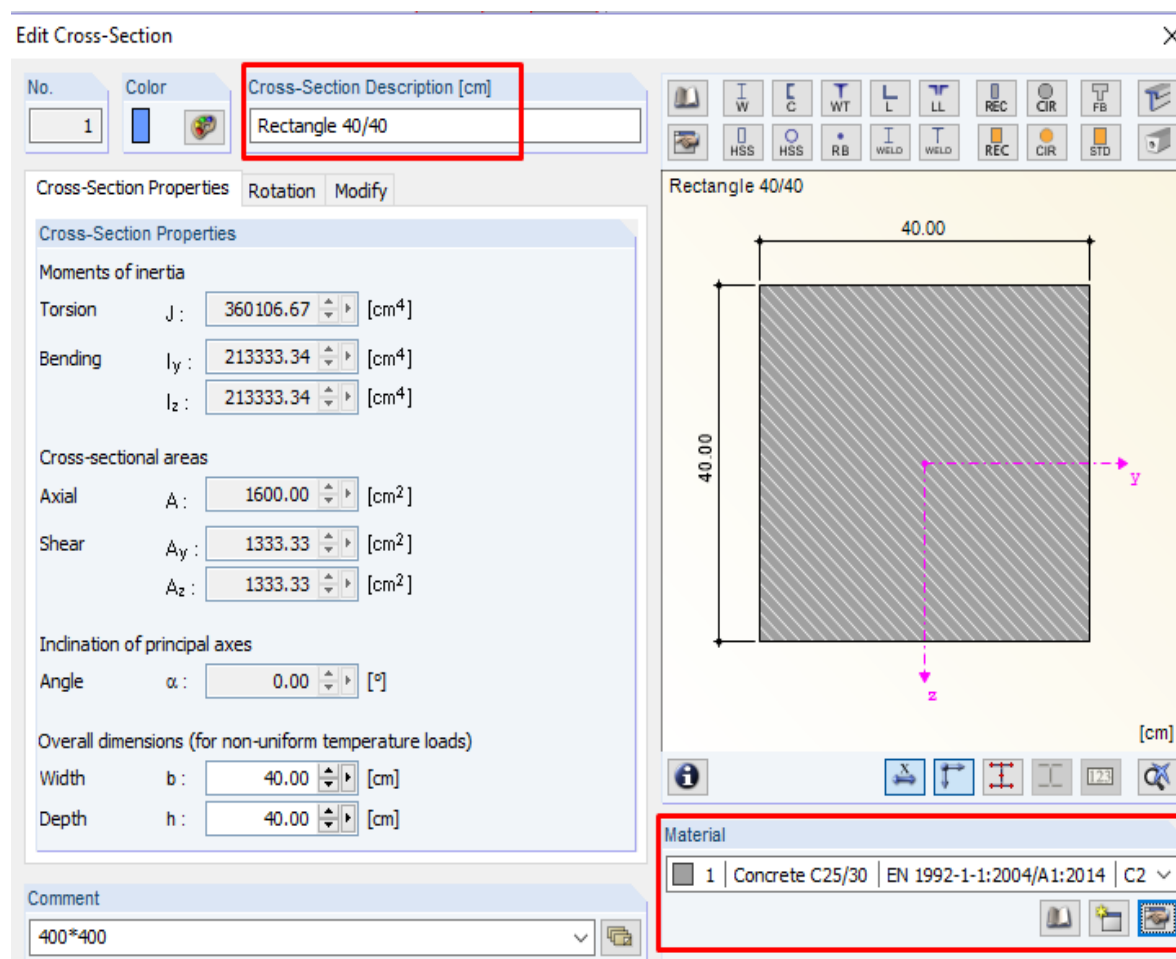 Edit Cross-Section
No. Color Cross-Section Description [cm]
1 Rectangle 40/40
W C WT L LL REC CIR FB
HSS HSS RB WELD WELD REC CIR STD
Cross-Section Properties Rotation Modify
Cross-Section Properties
Moments of inertia
Torsion J : 360106.67 [cm4]
Bending Iy : 213333.34 [cm4]
Iz : 213333.34 [cm4]
Cross-sectional areas
Axial A : 1600.00 [cm2]
Shear Ay : 1333.33 [cm2]
Az : 1333.33 [cm2]
Inclination of principal axes
Angle α : 0.00 [°]
Overall dimensions (for non-uniform temperature loads)
Width b : 40.00 [cm]
Depth h : 40.00 [cm]
Comment
400*400
Rectangle 40/40
40.00
40.00
y
z
[cm]
X 123
Material
1 Concrete C25/30 EN 1992-1-1:2004/A1:2014 C2